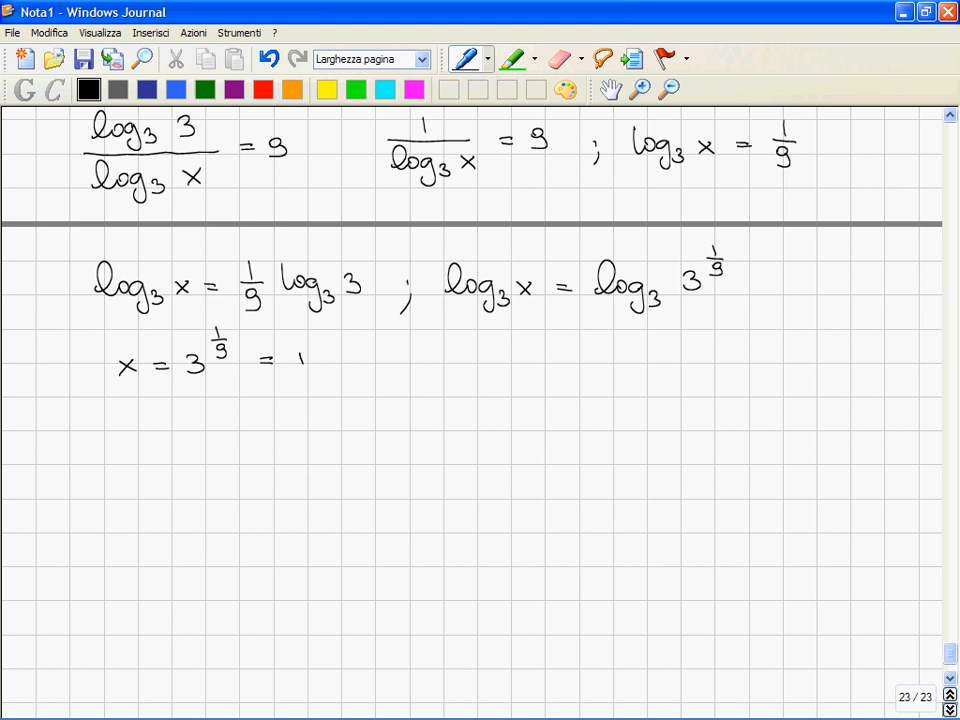 Nota1 - Windows Journal
File Modifica Visualizza Inserisci Azioni Strumenti ?
Larghezza pagina
G C
log₃ 3 / log₃ x = 9 1 / log₃ x = 9 ; log₃ x = 1/9
log₃ x = 1/9 log₃ 3 ; log₃ x = log₃ 3^(1/9)
x = 3^(1/9) =
23 / 23